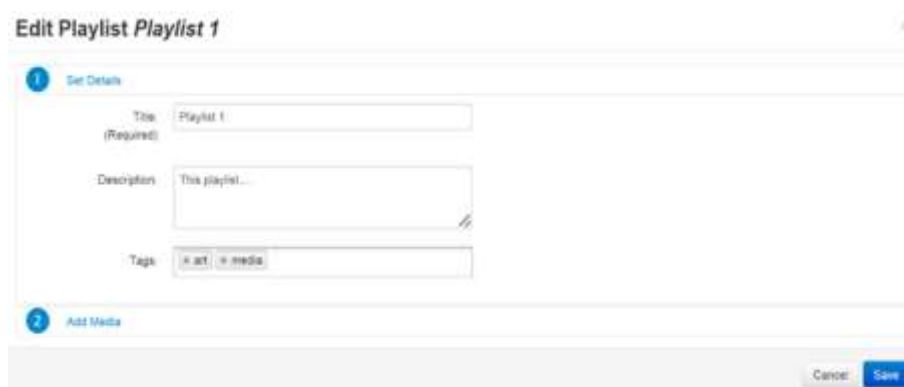 Edit Playlist Playlist 1
1 Set Details
Title Playlist 1
(Required)
Description This playlist...
Tags × art × media
2 Add Media
Cancel Save